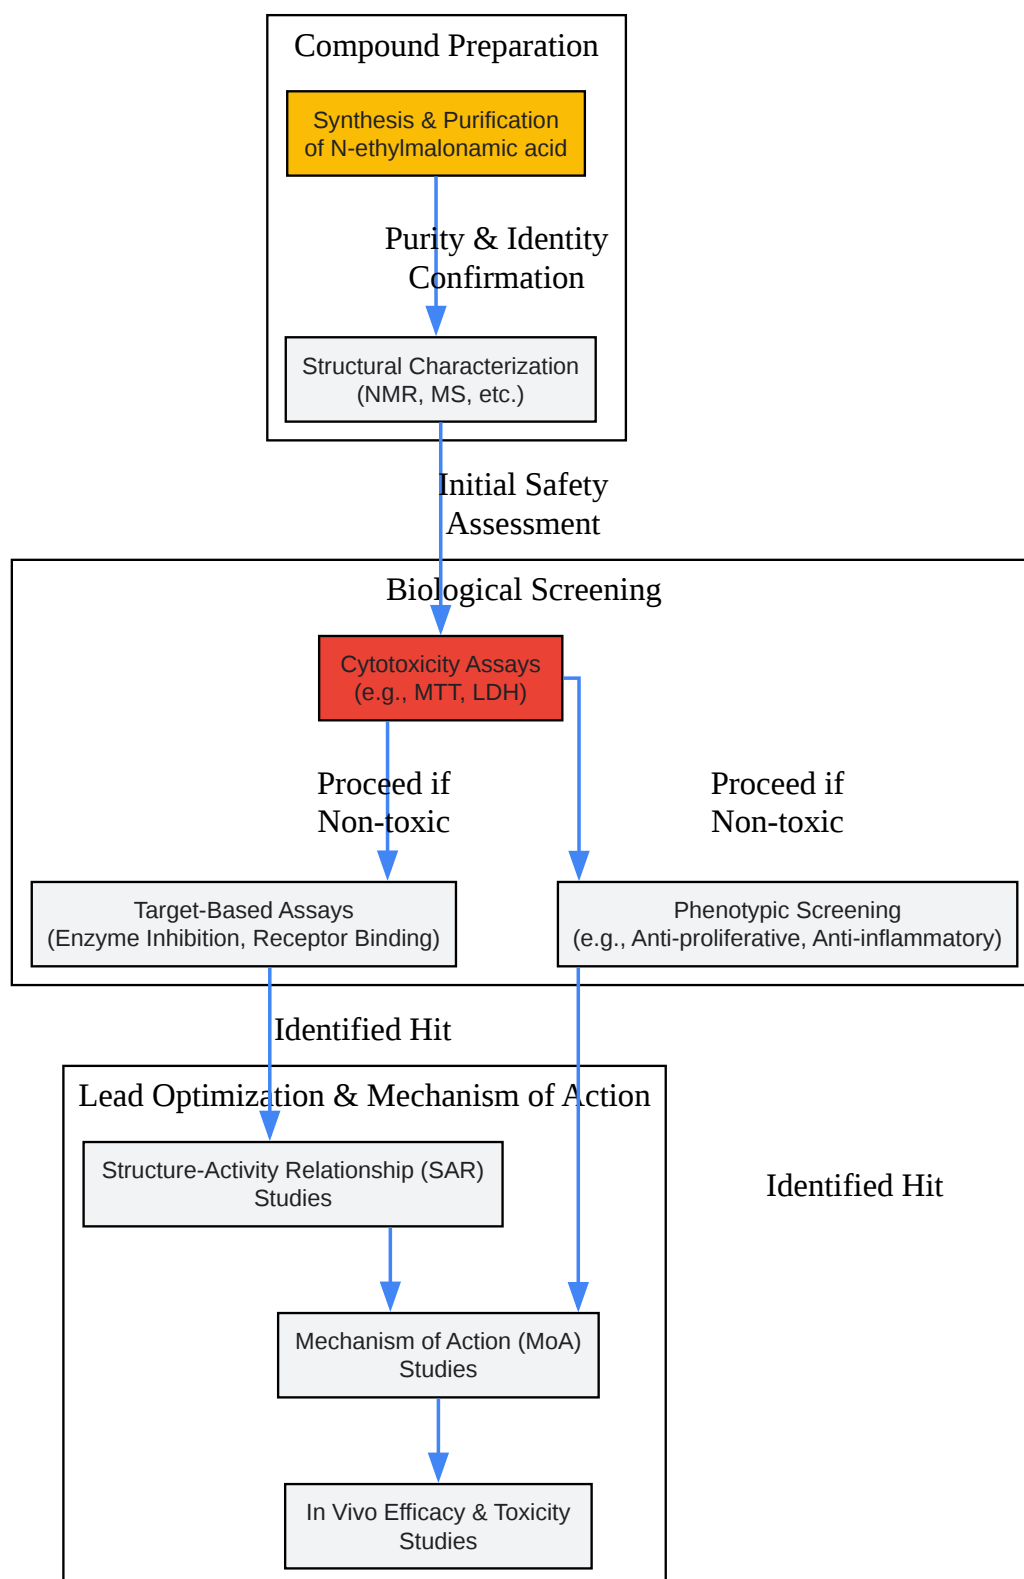 Compound Preparation
Synthesis & Purification
of N-ethylmalonamic acid
Purity & Identity
Confirmation
Structural Characterization
(NMR, MS, etc.)
Initial Safety
Assessment
Biological Screening
Cytotoxicity Assays
(e.g., MTT, LDH)
Proceed if
Non-toxic
Proceed if
Non-toxic
Target-Based Assays
(Enzyme Inhibition, Receptor Binding)
Phenotypic Screening
(e.g., Anti-proliferative, Anti-inflammatory)
Identified Hit
Lead Optimization & Mechanism of Action
Structure-Activity Relationship (SAR)
Studies
Identified Hit
Mechanism of Action (MoA)
Studies
In Vivo Efficacy & Toxicity
Studies